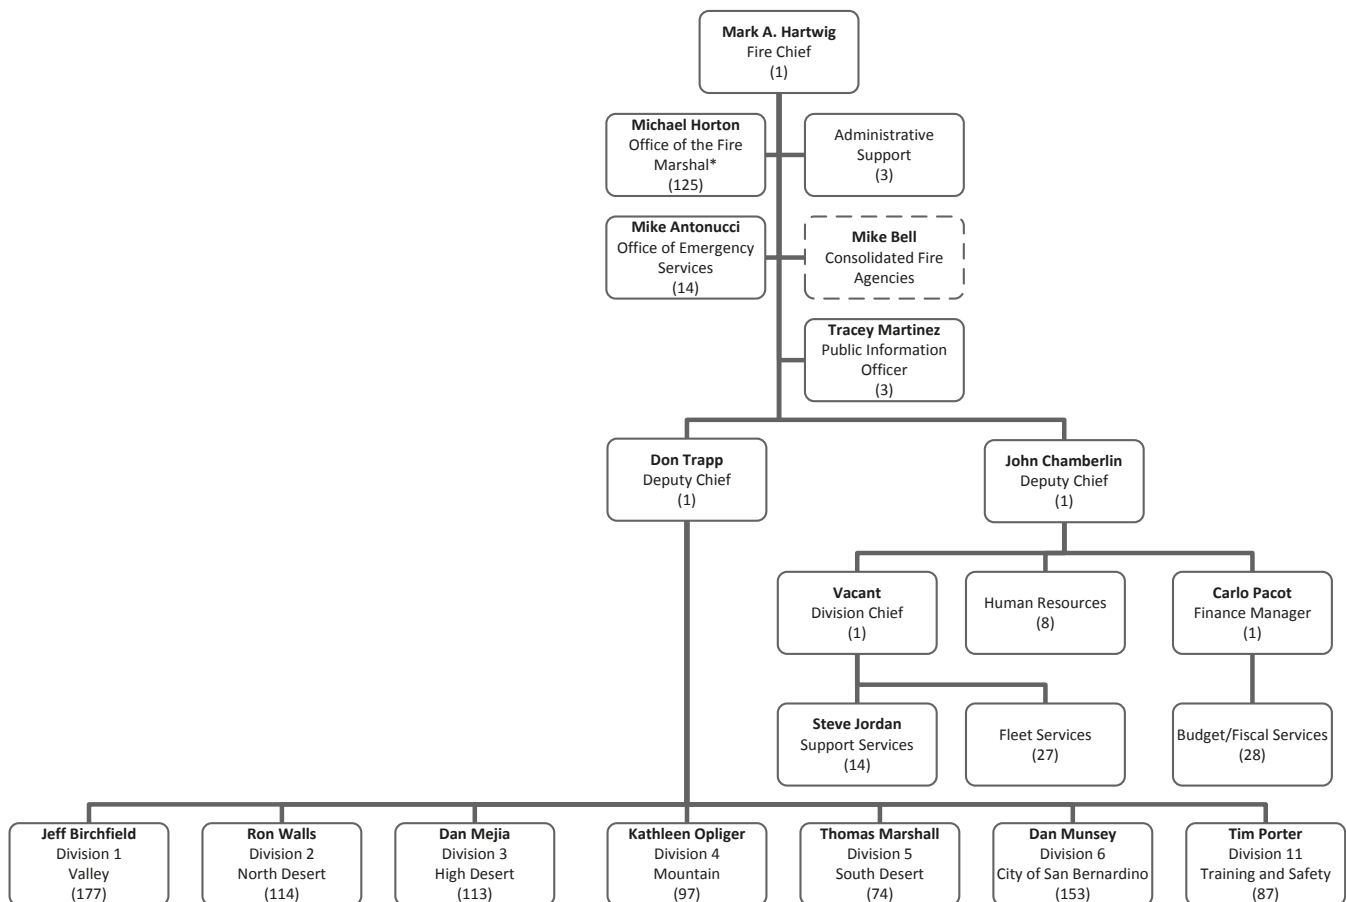 Mark A. Hartwig
Fire Chief
(1)
Michael Horton
Office of the Fire
Marshal*
(125)
Administrative
Support
(3)
Mike Antonucci
Office of Emergency
Services
(14)
Mike Bell
Consolidated Fire
Agencies
Tracey Martinez
Public Information
Officer
(3)
Don Trapp
Deputy Chief
(1)
John Chamberlin
Deputy Chief
(1)
Vacant
Division Chief
(1)
Human Resources
(8)
Carlo Pacot
Finance Manager
(1)
Steve Jordan
Support Services
(14)
Fleet Services
(27)
Budget/Fiscal Services
(28)
Jeff Birchfield
Division 1
Valley
(177)
Ron Walls
Division 2
North Desert
(114)
Dan Mejia
Division 3
High Desert
(113)
Kathleen Opliger
Division 4
Mountain
(97)
Thomas Marshall
Division 5
South Desert
(74)
Dan Munsey
Division 6
City of San Bernardino
(153)
Tim Porter
Division 11
Training and Safety
(87)